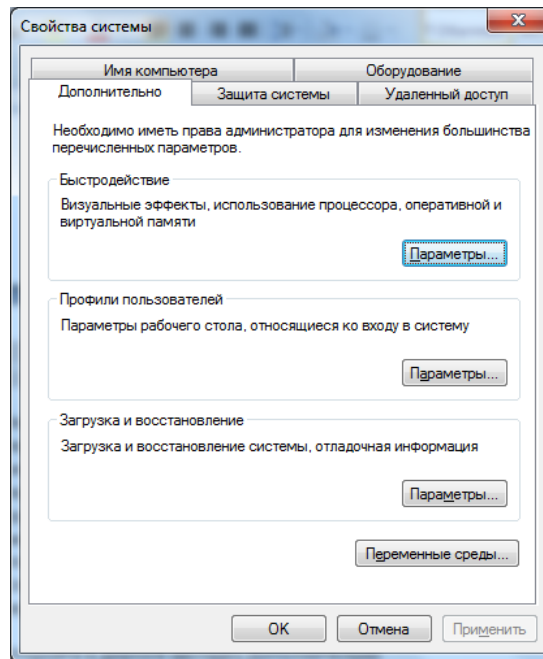 Свойства системы
Имя компьютера
Оборудование
Дополнительно
Защита системы
Удаленный доступ
Необходимо иметь права администратора для изменения большинства
перечисленных параметров.
Быстродействие
Визуальные эффекты, использование процессора, оперативной и
виртуальной памяти
Параметры...
Профили пользователей
Параметры рабочего стола, относящиеся ко входу в систему
Параметры...
Загрузка и восстановление
Загрузка и восстановление системы, отладочная информация
Параметры...
Переменные среды...
OK
Отмена
Применить